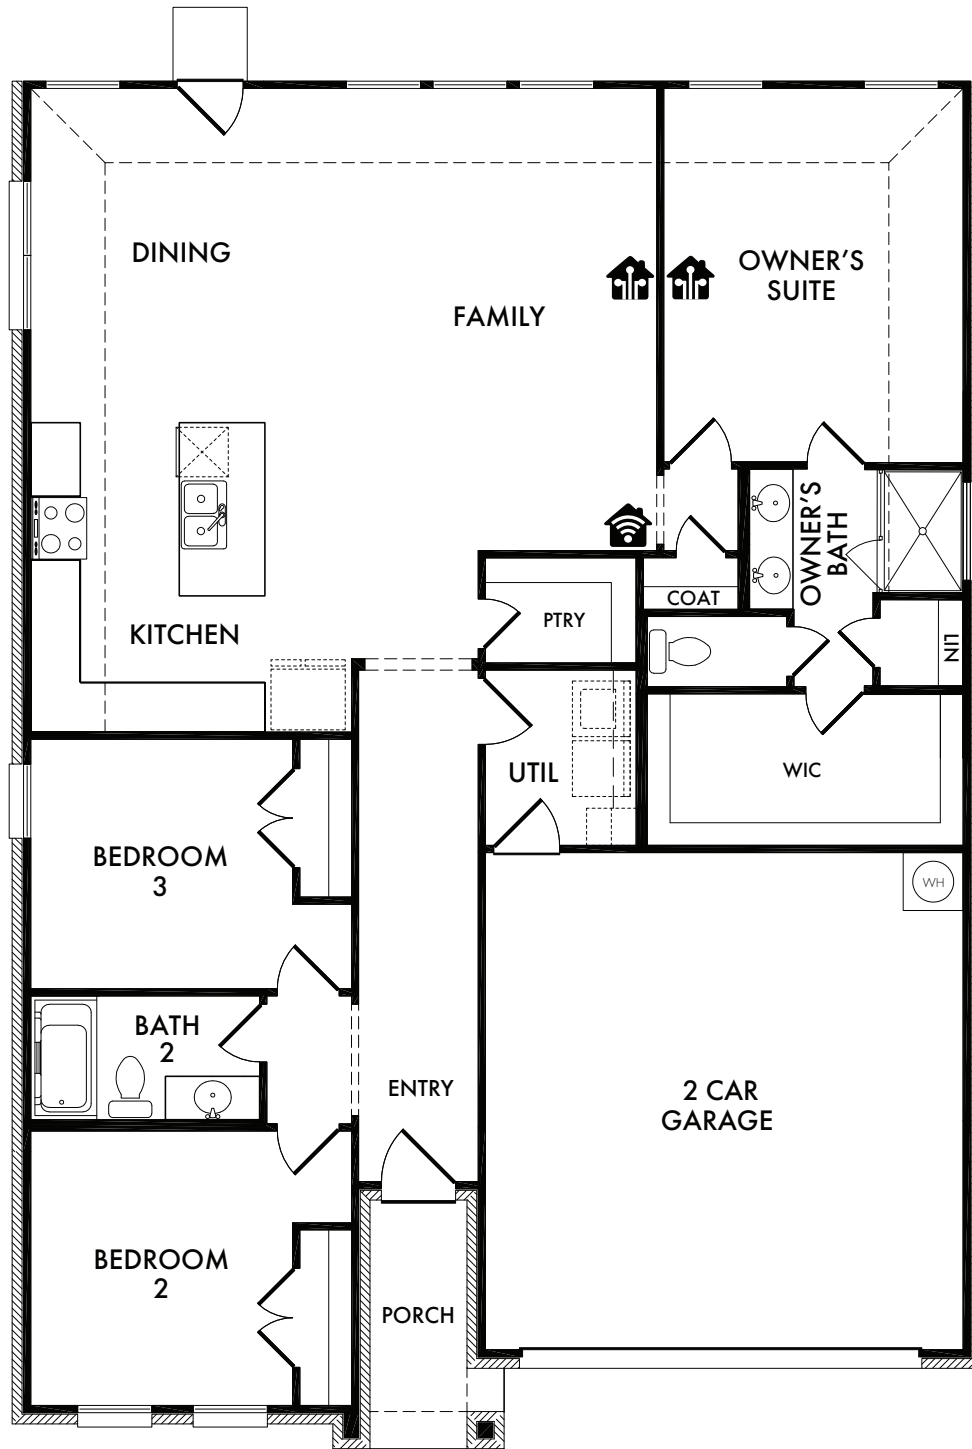 DINING
OWNER'S
SUITE
FAMILY
OWNER'S
BATH
COAT
PTRY
KITCHEN
LIN
UTIL
WIC
BEDROOM
3
WH
BATH
2
ENTRY
2 CAR
GARAGE
BEDROOM
2
PORCH